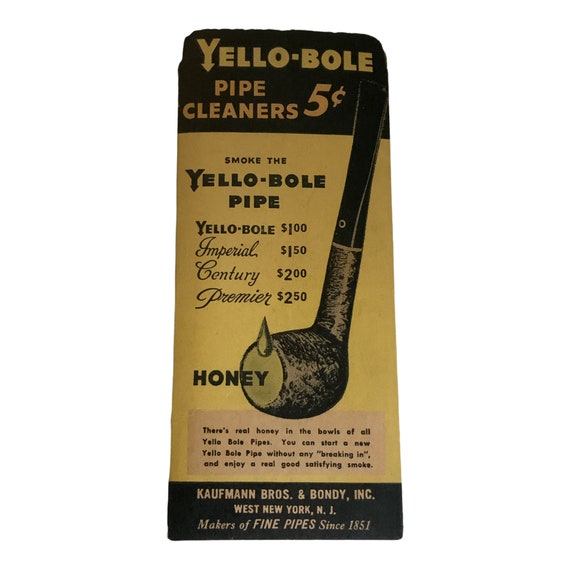 YELLO-BOLE
PIPE
CLEANERS 5¢
SMOKE THE
YELLO-BOLE
PIPE
YELLO-BOLE $1.00
Imperial $1.50
Century $2.00
Premier $2.50
HONEY
There's real honey in the bowls of all
Yello Bole Pipes. You can start a new
Yello Bole Pipe without any "breaking in",
and enjoy a real good satisfying smoke.
KAUFMANN BROS. & BONDY, INC.
WEST NEW YORK, N. J.
Makers of FINE PIPES Since 1851